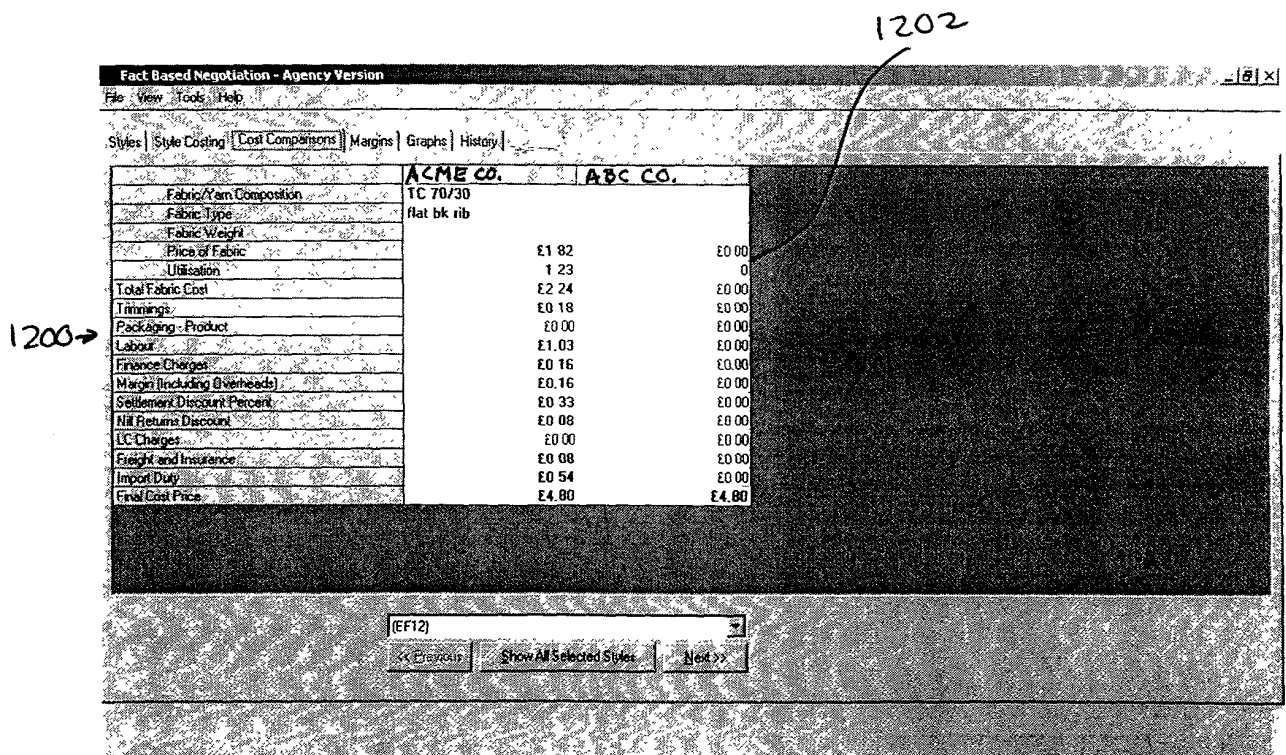 1202
Fact Based Negotiation - Agency Version
File View Tools Help
Styles Style Costing Cost Comparisons Margins Graphs History
ACME CO. ABC CO.
Fabric/Yarn Composition TC 70/30
Fabric Type flat bk rib
Fabric Weight
Price of Fabric £1 82 £0 00
Utilisation 1 23 0
Total Fabric Cost £2 24 £0 00
Trimmings £0 18 £0 00
Packaging - Product £0 00 £0 00
1200
Labour £1.03 £0 00
Finance Charges £0 16 £0.00
Margin (Including Overheads) £0.16 £0 00
Settlement Discount Percent £0 33 £0 00
Nill Returns Discount £0 08 £0 00
LC Charges £0 00 £0 00
Freight and Insurance £0 08 £0 00
Import Duty £0 54 £0 00
Final Cost Price £4.80 £4.80
(EF12)
<< Previous Show All Selected Styles Next >>